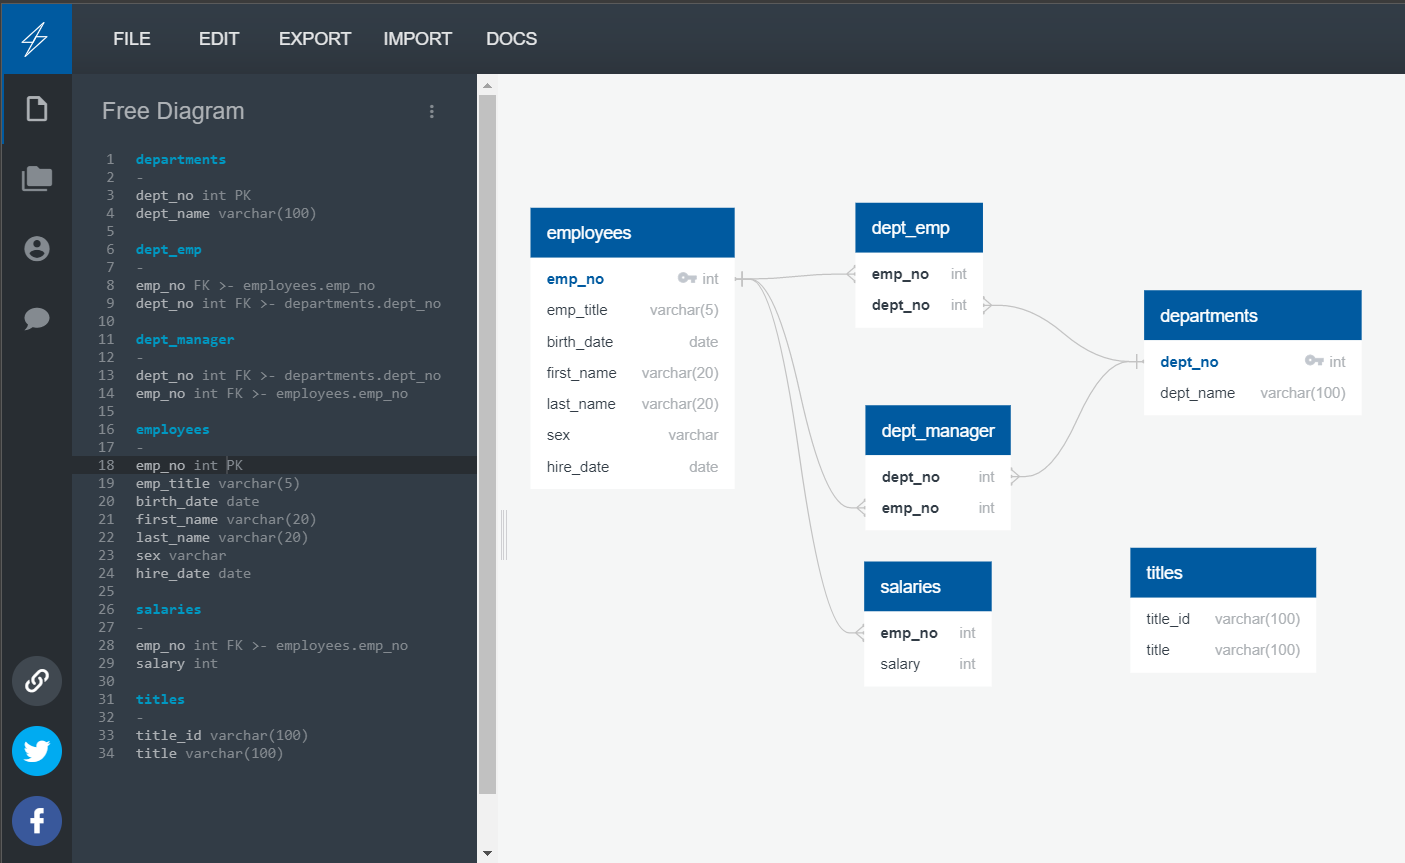 FILE EDIT EXPORT IMPORT DOCS
Free Diagram
1 departments
2 -
3 dept_no int PK
4 dept_name varchar(100)
5
6 dept_emp
7 -
8 emp_no FK >- employees.emp_no
9 dept_no int FK >- departments.dept_no
10
11 dept_manager
12 -
13 dept_no int FK >- departments.dept_no
14 emp_no int FK >- employees.emp_no
15
16 employees
17 -
18 emp_no int PK
19 emp_title varchar(5)
20 birth_date date
21 first_name varchar(20)
22 last_name varchar(20)
23 sex varchar
24 hire_date date
25
26 salaries
27 -
28 emp_no int FK >- employees.emp_no
29 salary int
30
31 titles
32 -
33 title_id varchar(100)
34 title varchar(100)
employees
emp_no int
emp_title varchar(5)
birth_date date
first_name varchar(20)
last_name varchar(20)
sex varchar
hire_date date
dept_emp
emp_no int
dept_no int
departments
dept_no int
dept_name varchar(100)
dept_manager
dept_no int
emp_no int
salaries
emp_no int
salary int
titles
title_id varchar(100)
title varchar(100)